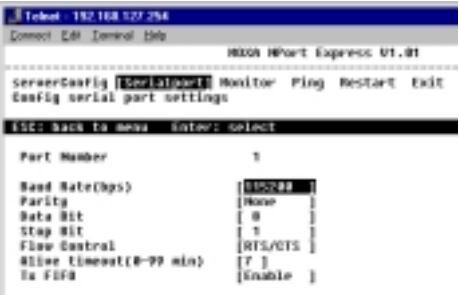 Telnet - 192.168.127.254
Connect Edit Terminal Help
MOXA NPort Express V1.01
serverConfig [Serialport] Monitor Ping Restart Exit
Config serial port settings
ESC: back to menu Enter: select
Port Number 1
Baud Rate(bps) [115200 ]
Parity [None ]
Data Bit [ 8 ]
Stop Bit [ 1 ]
Flow Control [RTS/CTS ]
Alive timeout(0-99 min) [7 ]
Tx FIFO [Enable ]